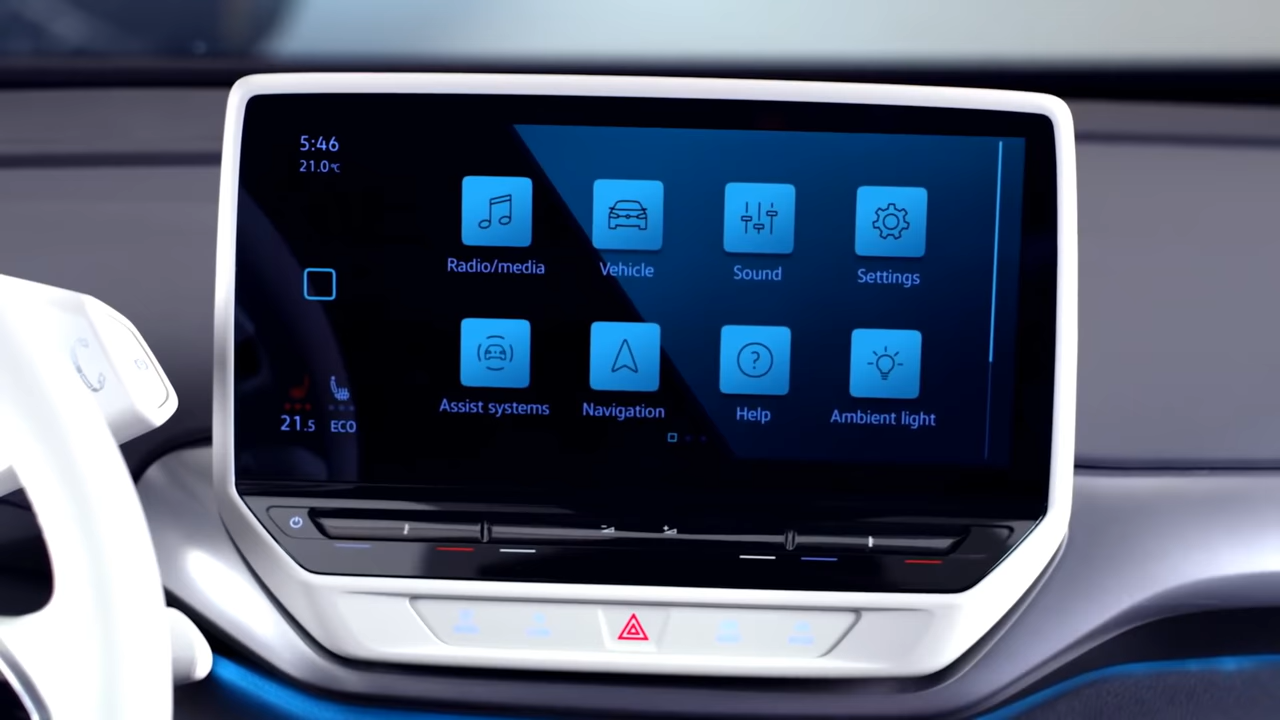 5:46
21.0°C
Radio/media
Vehicle
Sound
Settings
Assist systems
Navigation
?
Help
Ambient light
21.5
ECO